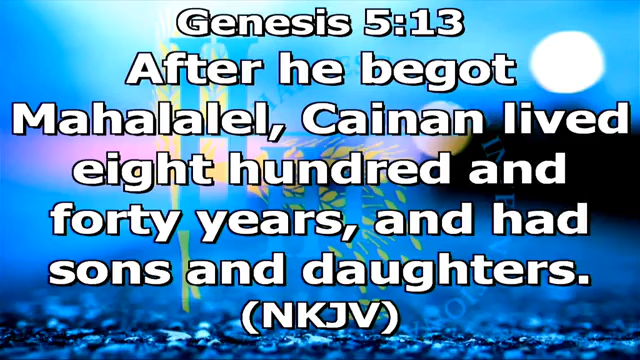 Genesis 5:13
After he begot
Mahalalel, Cainan lived
eight hundred and
forty years, and had
sons and daughters.
(NKJV)